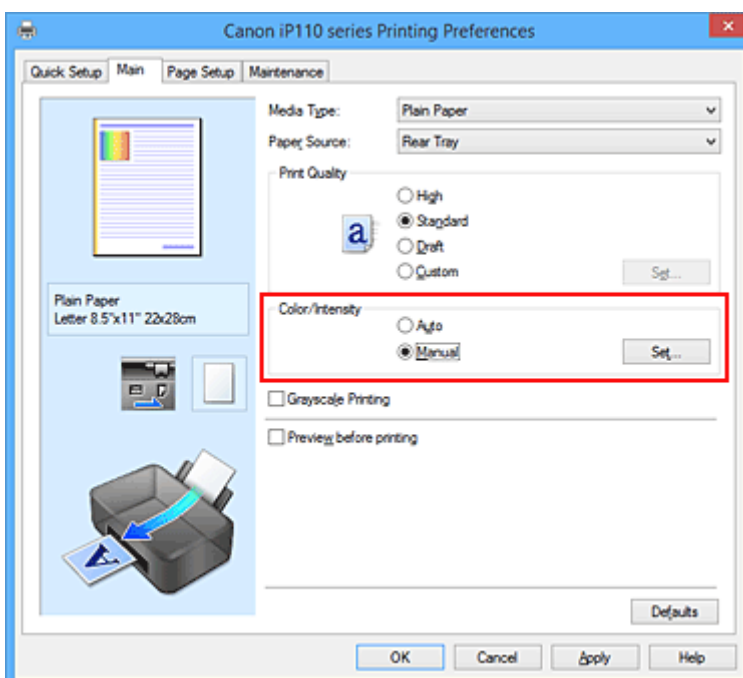 Canon iP110 series Printing Preferences
Quick Setup Main Page Setup Maintenance
Media Type: Plain Paper
Paper Source: Rear Tray
Print Quality
High
Standard
a
Draft
Custom Set...
Plain Paper
Letter 8.5"x11" 22x28cm
Color/Intensity
Auto
Manual Set...
Grayscale Printing
Preview before printing
A
Defaults
OK Cancel Apply Help